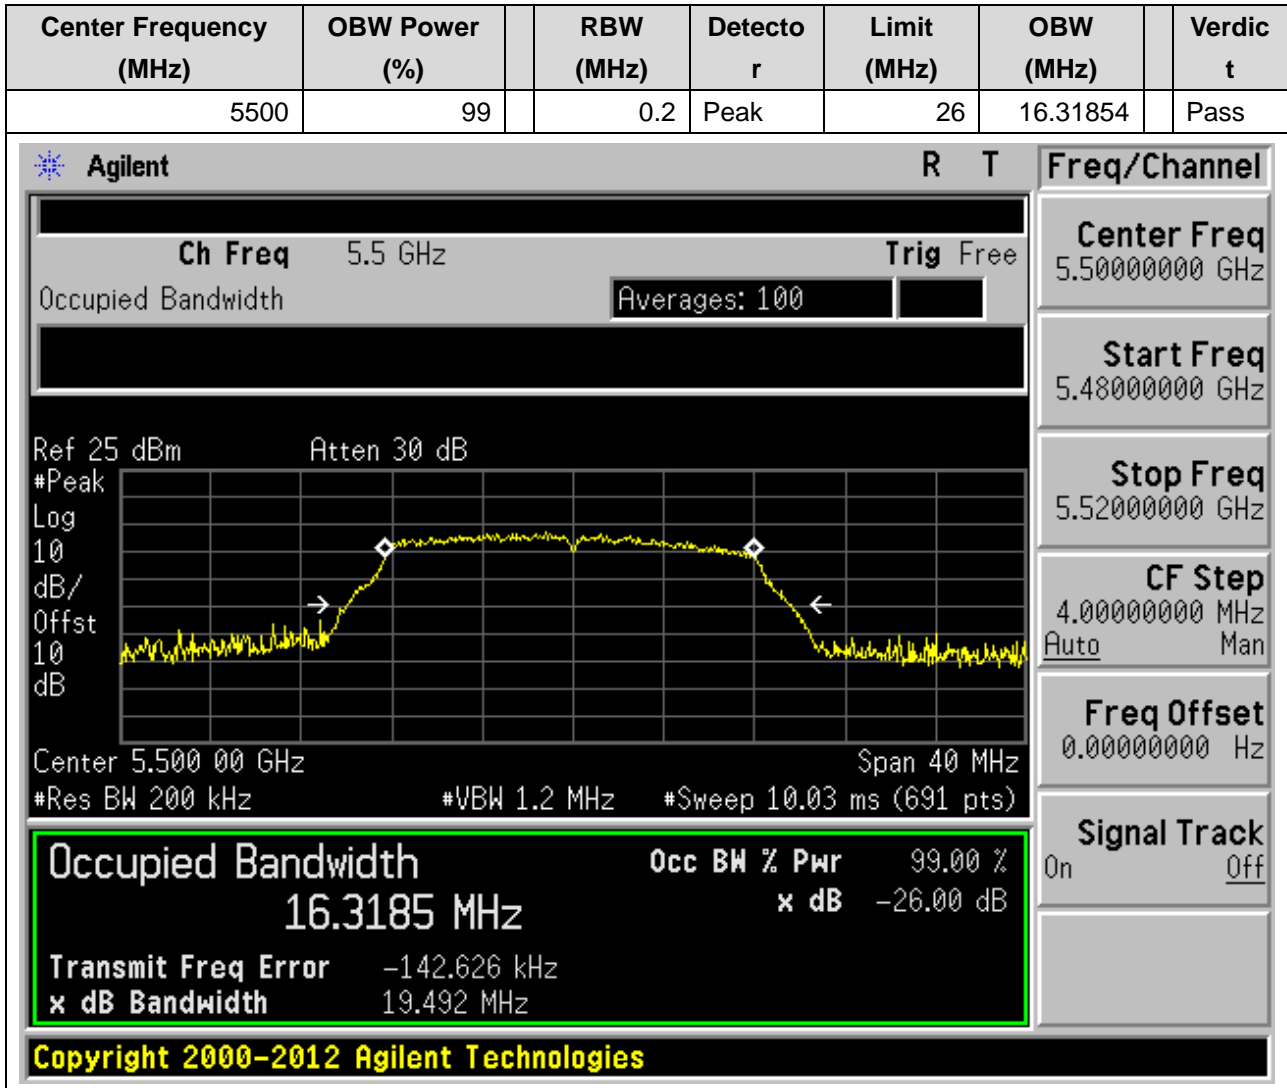 Center Frequency OBW Power RBW Detecto Limit OBW Verdic
(MHz) (%) (MHz) r (MHz) (MHz) t
5500 99 0.2 Peak 26 16.31854 Pass
Agilent R T Freq/Channel
Ch Freq 5.5 GHz Trig Free
Occupied Bandwidth Averages: 100
Center Freq
5.50000000 GHz
Start Freq
5.48000000 GHz
Stop Freq
5.52000000 GHz
CF Step
4.00000000 MHz
Auto Man
Freq Offset
0.00000000 Hz
Signal Track
On Off
Ref 25 dBm Atten 30 dB
#Peak
Log
10
dB/
Offst
10
dB
Center 5.500 00 GHz Span 40 MHz
#Res BW 200 kHz #VBW 1.2 MHz #Sweep 10.03 ms (691 pts)
Occupied Bandwidth Occ BW % Pwr 99.00 %
16.3185 MHz x dB -26.00 dB
Transmit Freq Error -142.626 kHz
x dB Bandwidth 19.492 MHz
Copyright 2000-2012 Agilent Technologies